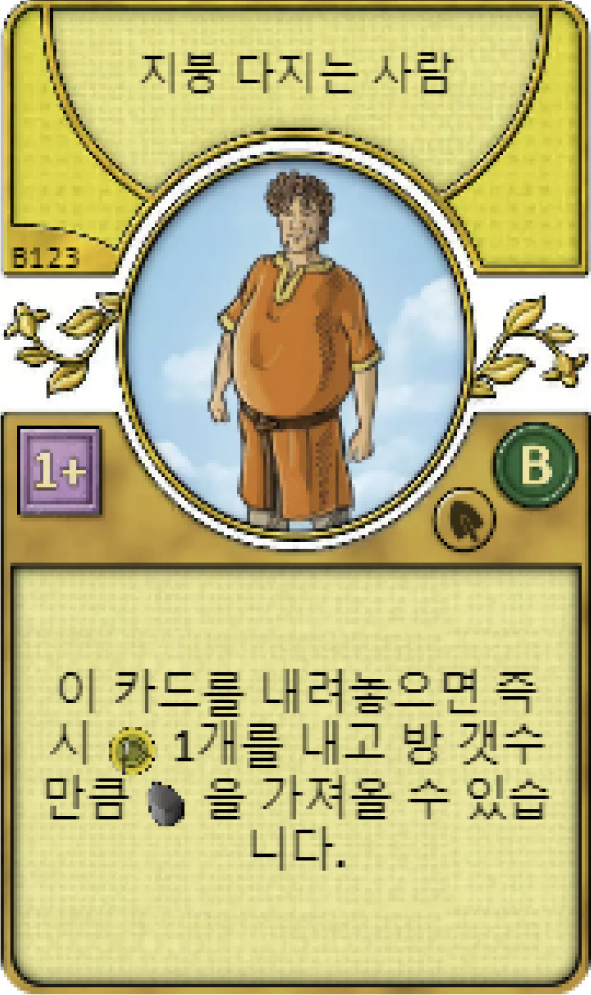 지붕 다지는 사람
B123
1+
B
이 카드를 내려놓으면 즉
시 1개를 내고 방 갯수
만큼 을 가져올 수 있습
니다.